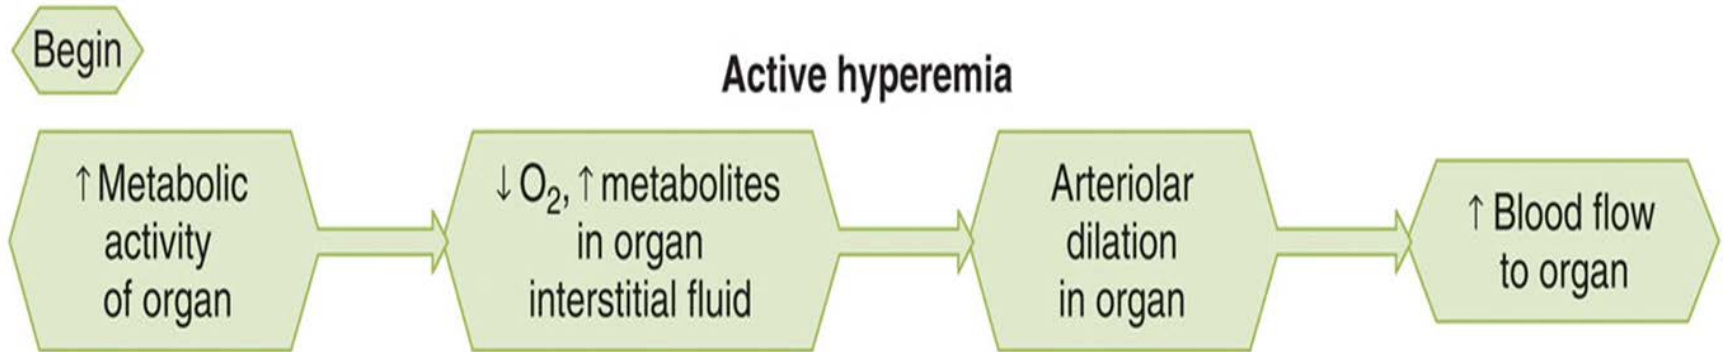 Begin
Active hyperemia
↑ Metabolic
activity
of organ
↓ O₂, ↑ metabolites
in organ
interstitial fluid
Arteriolar
dilation
in organ
↑ Blood flow
to organ